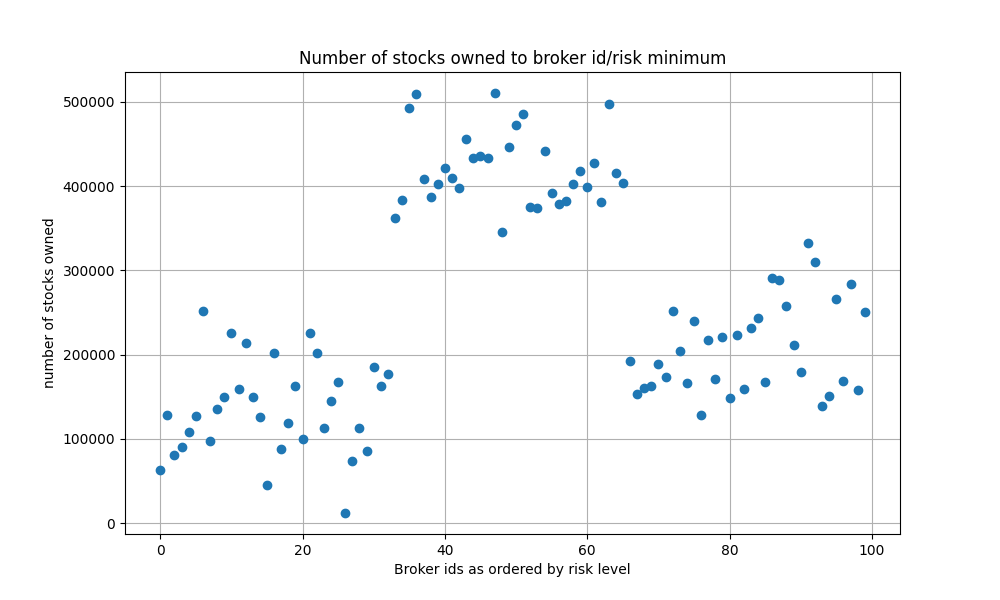 Number of stocks owned to broker id/risk minimum
500000
400000
300000
200000
100000
0
number of stocks owned
0 20 40 60 80 100
Broker ids as ordered by risk level